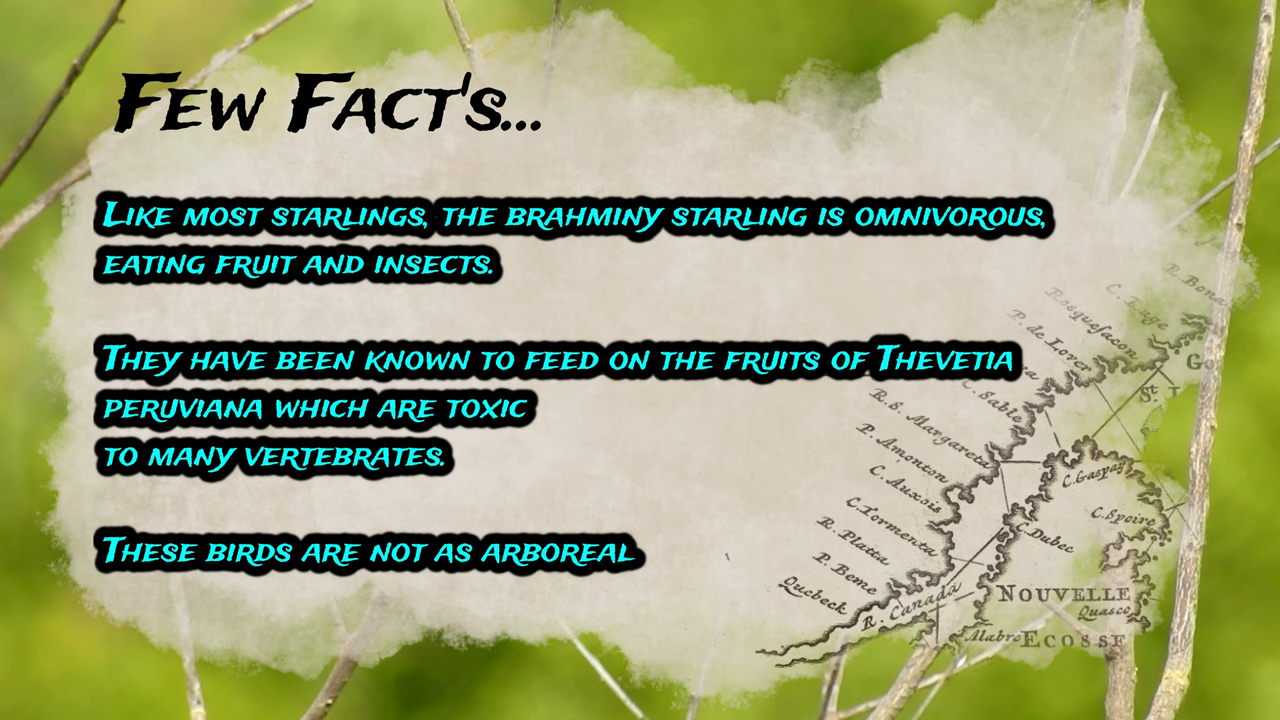 Few Fact's...
Like most starlings, the brahminy starling is omnivorous,
eating fruit and insects.
They have been known to feed on the fruits of Thevetia
peruviana which are toxic
to many vertebrates.
These birds are not as arboreal
R. Bona
C. Rage
Rosquefacon
P. de Lover
St.
C. Sable
R.S. Margareta
P. Amonton
C. Auxois
C. Gaspay
C. Spoire
C. Tormenta
R. Platta
Dubec
P. Beme
Quebeck
R. Canada
Nouvelle
Quasco
Alabre
Ecosse